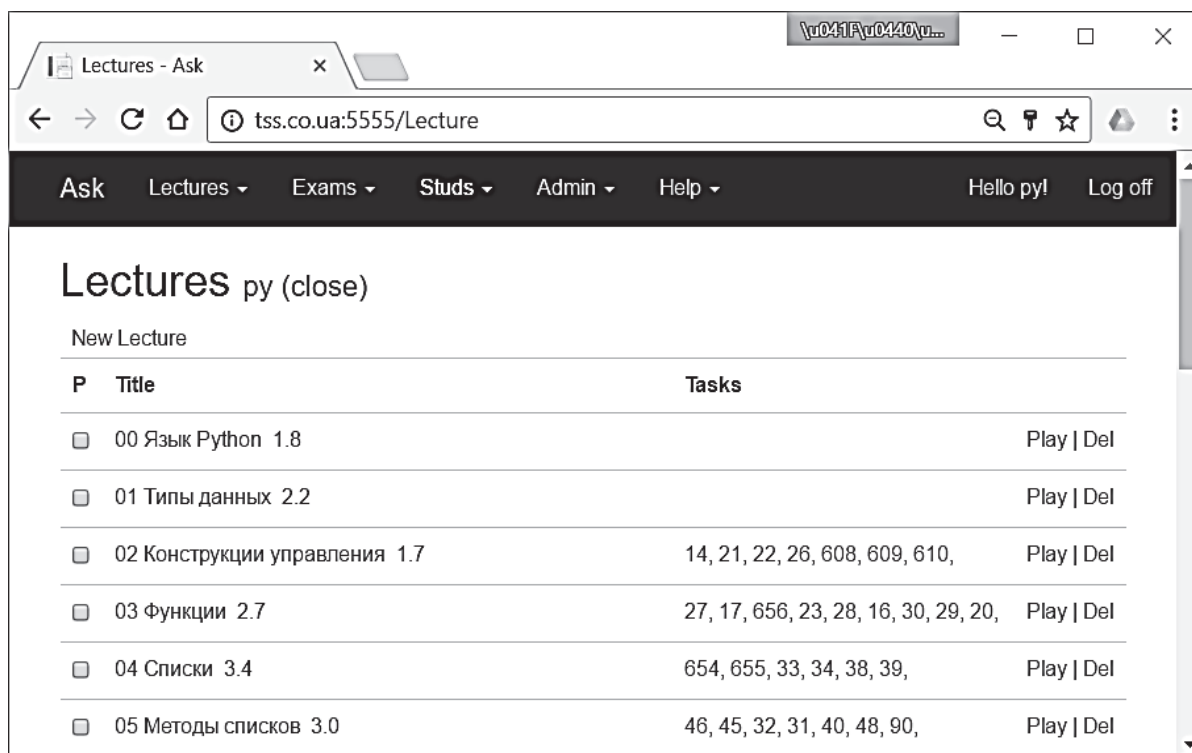 \u041F\u0440\u...
Lectures - Ask
tss.co.ua:5555/Lecture
Ask Lectures Exams Studs Admin Help Hello py! Log off
Lectures py (close)
New Lecture
P Title Tasks
00 Язык Python 1.8 Play | Del
01 Типы данных 2.2 Play | Del
02 Конструкции управления 1.7 14, 21, 22, 26, 608, 609, 610, Play | Del
03 Функции 2.7 27, 17, 656, 23, 28, 16, 30, 29, 20, Play | Del
04 Списки 3.4 654, 655, 33, 34, 38, 39, Play | Del
05 Методы списков 3.0 46, 45, 32, 31, 40, 48, 90, Play | Del